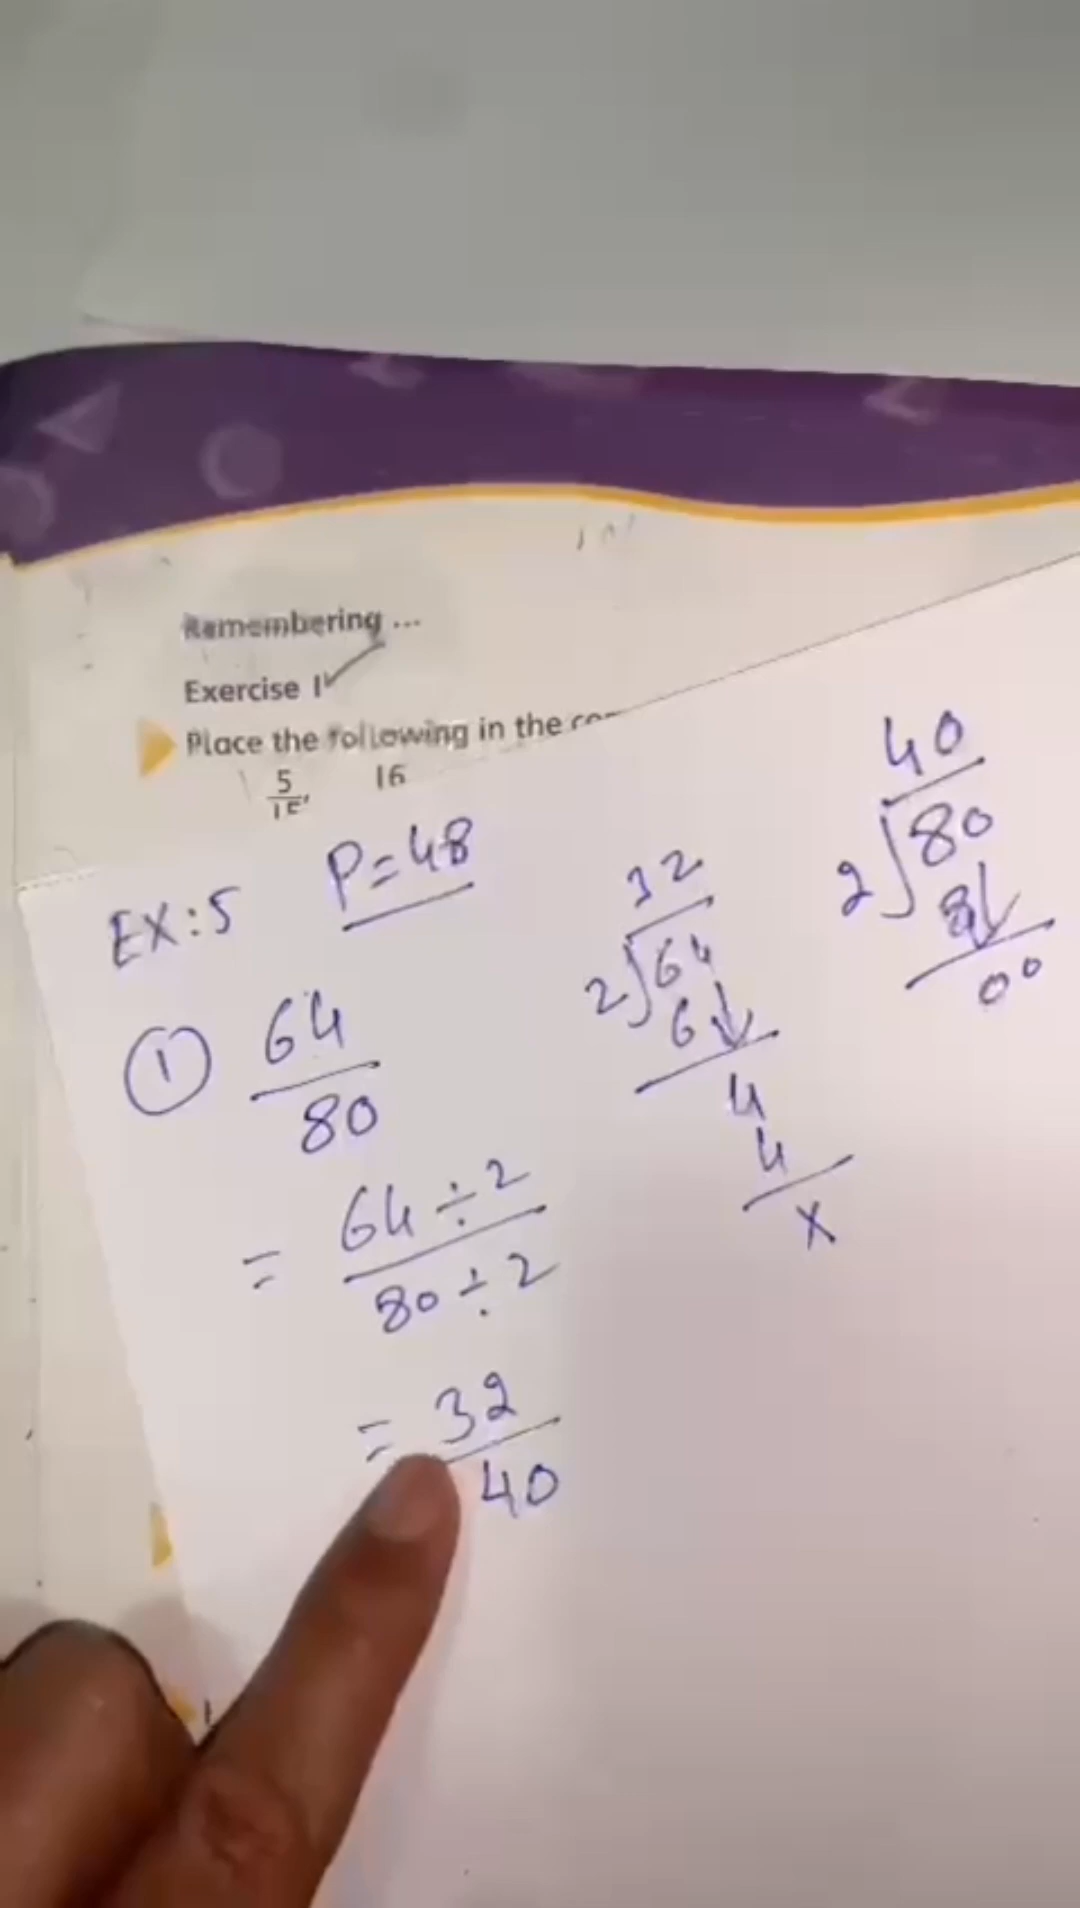 Remembering ...
Exercise 1
Place the following in the
5 16
EX:5 P=48
① 64
80
= 64 ÷ 2
80 ÷ 2
= 32
40
32
2 64
6
4
4
x
40
2 80
8
00